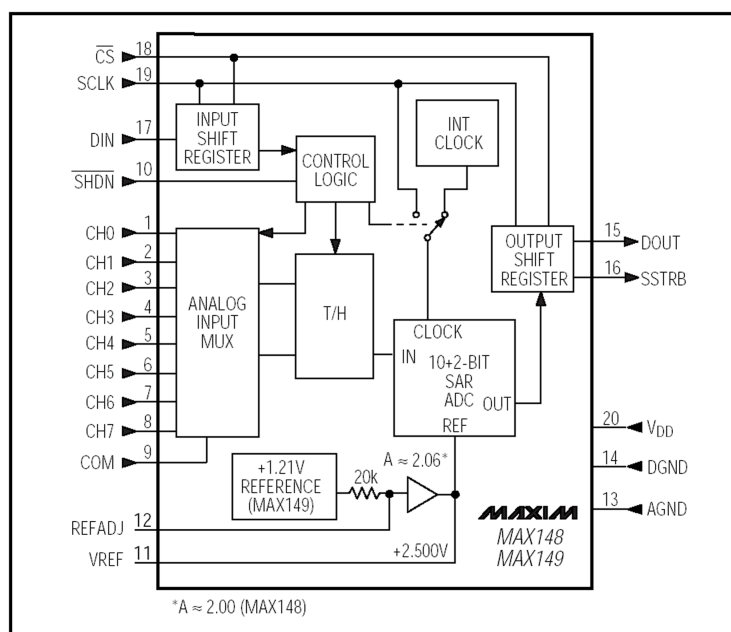 CS 18
SCLK 19
DIN 17
SHDN 10
CH0 1
CH1 2
CH2 3
CH3 4
CH4 5
CH5 6
CH6 7
CH7 8
COM 9
REFADJ 12
VREF 11
INPUT
SHIFT
REGISTER
CONTROL
LOGIC
INT
CLOCK
ANALOG
INPUT
MUX
T/H
OUTPUT
SHIFT
REGISTER
CLOCK
IN
10+2-BIT
SAR
ADC
OUT
REF
+1.21V
REFERENCE
(MAX149)
20k
A ≈ 2.06*
+2.500V
15 DOUT
16 SSTRB
20 VDD
14 DGND
13 AGND
MAXIM
MAX148
MAX149
*A ≈ 2.00 (MAX148)